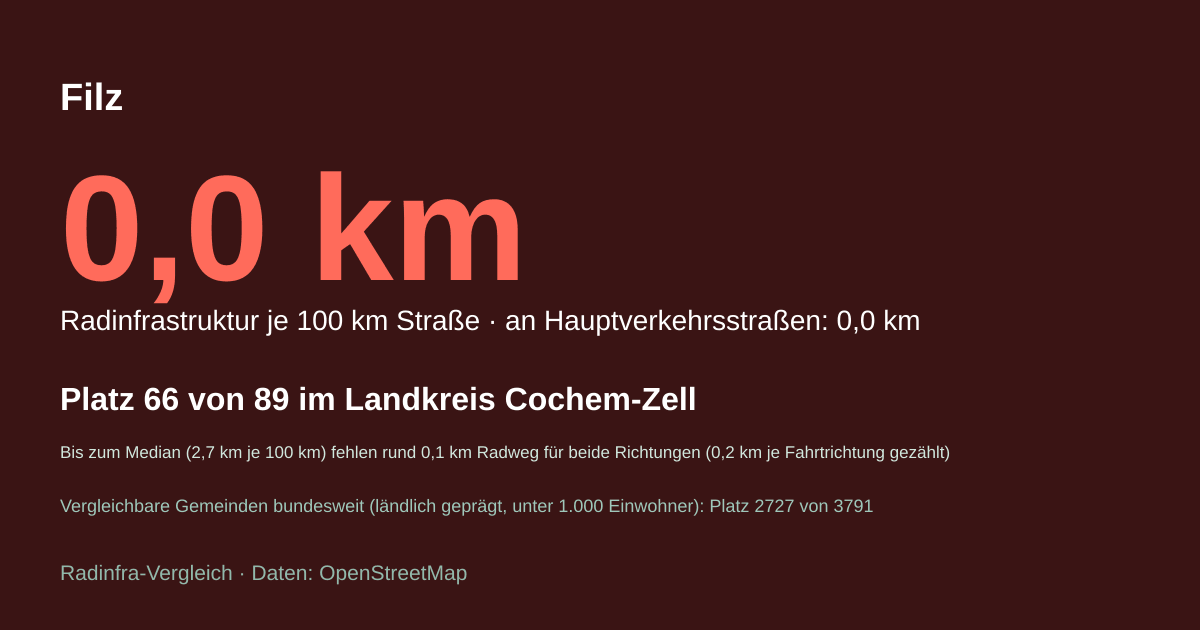 Filz
0,0 km
Radinfrastruktur je 100 km Straße · an Hauptverkehrsstraßen: 0,0 km
Platz 66 von 89 im Landkreis Cochem-Zell
Bis zum Median (2,7 km je 100 km) fehlen rund 0,1 km Radweg für beide Richtungen (0,2 km je Fahrtrichtung gezählt)
Vergleichbare Gemeinden bundesweit (ländlich geprägt, unter 1.000 Einwohner): Platz 2727 von 3791
Radinfra-Vergleich · Daten: OpenStreetMap